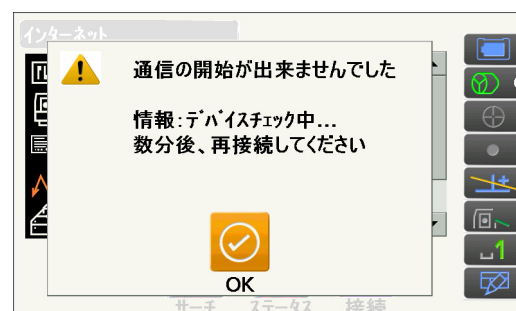 インターネット
通信の開始が出来ませんでした
情報:デバイスチェック中...
数分後、再接続してください
OK
サーチ ステータス 接続
1